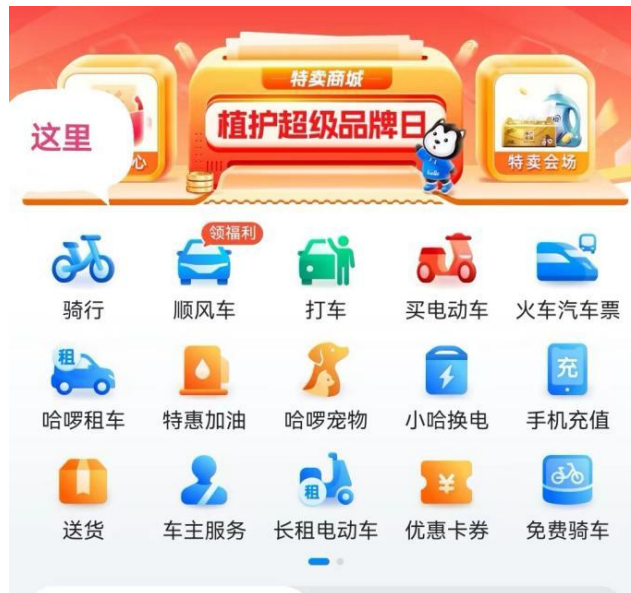 特卖商城
植护超级品牌日
这里
心
特卖会场
领福利
骑行 顺风车 打车 买电动车 火车汽车票
租 充
哈啰租车 特惠加油 哈啰宠物 小哈换电 手机充值
租 ¥
送货 车主服务 长租电动车 优惠卡券 免费骑车